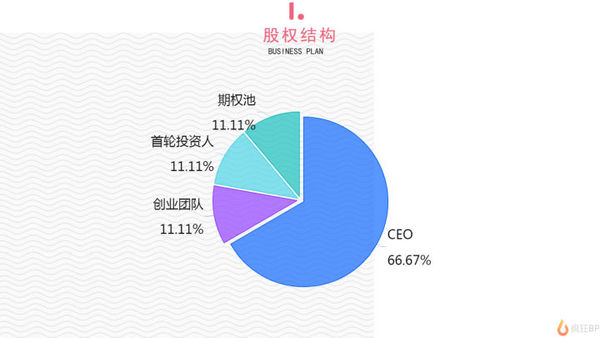 股权结构
BUSINESS PLAN
期权池
11.11%
首轮投资人
11.11%
创业团队
11.11%
CEO
66.67%
疯狂BP